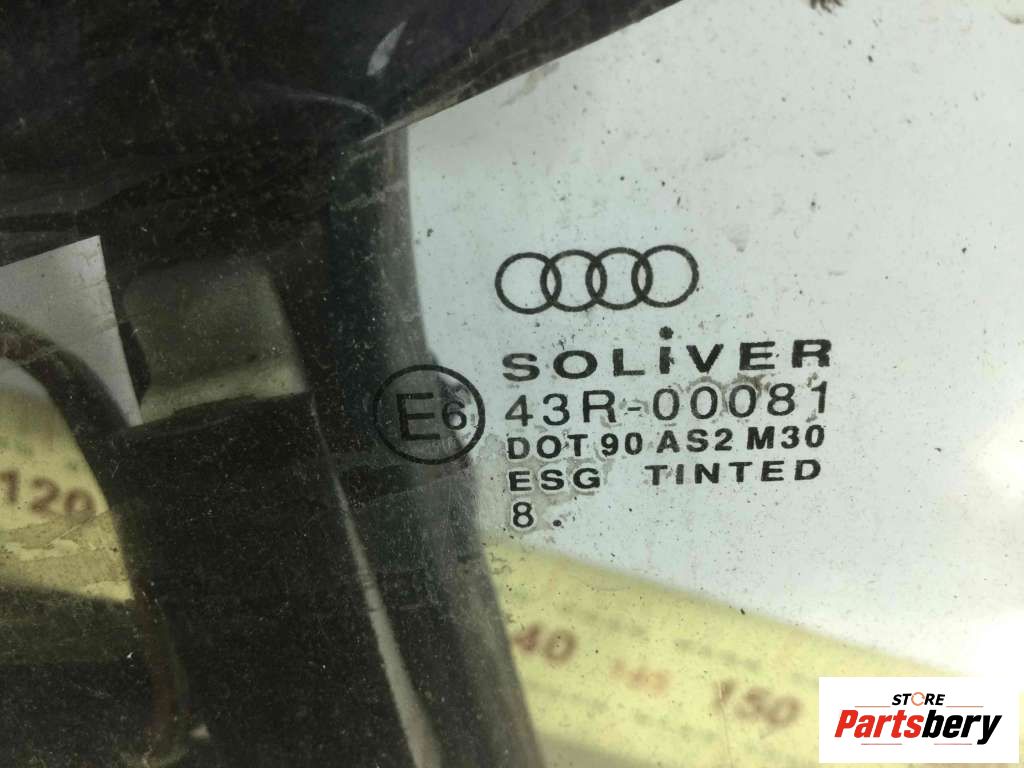 SOLiVER
E6 43R-00081
DOT 90 AS2 M30
ESG TINTED
8 .
120
40
150
STORE
Partsbery